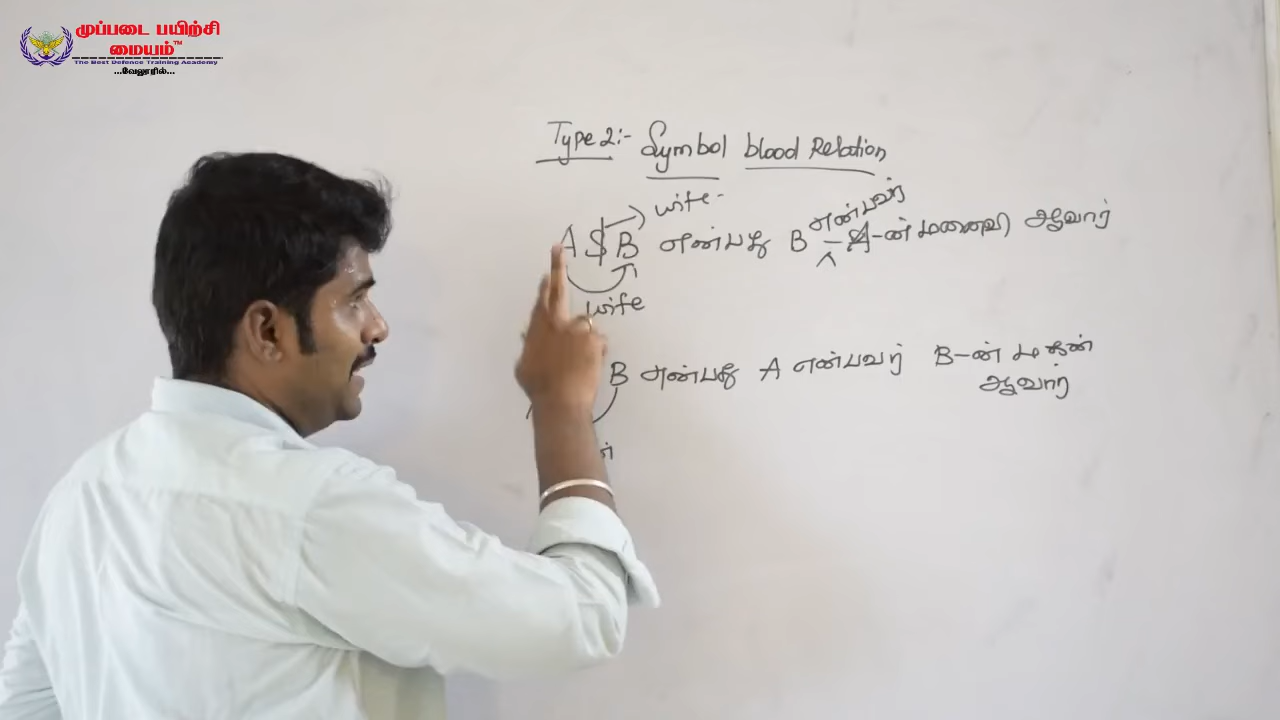 முப்படை பயிற்சி
மையம்™
The Best Defence Training Academy
...வேலூரில்...
Type 2:- Symbol blood Relation
wife-
A $ B என்பது B என்பவர் A-ன் மனைவி ஆவார்
wife
B என்பது A என்பவர் B-ன் மகன்
ஆவார்